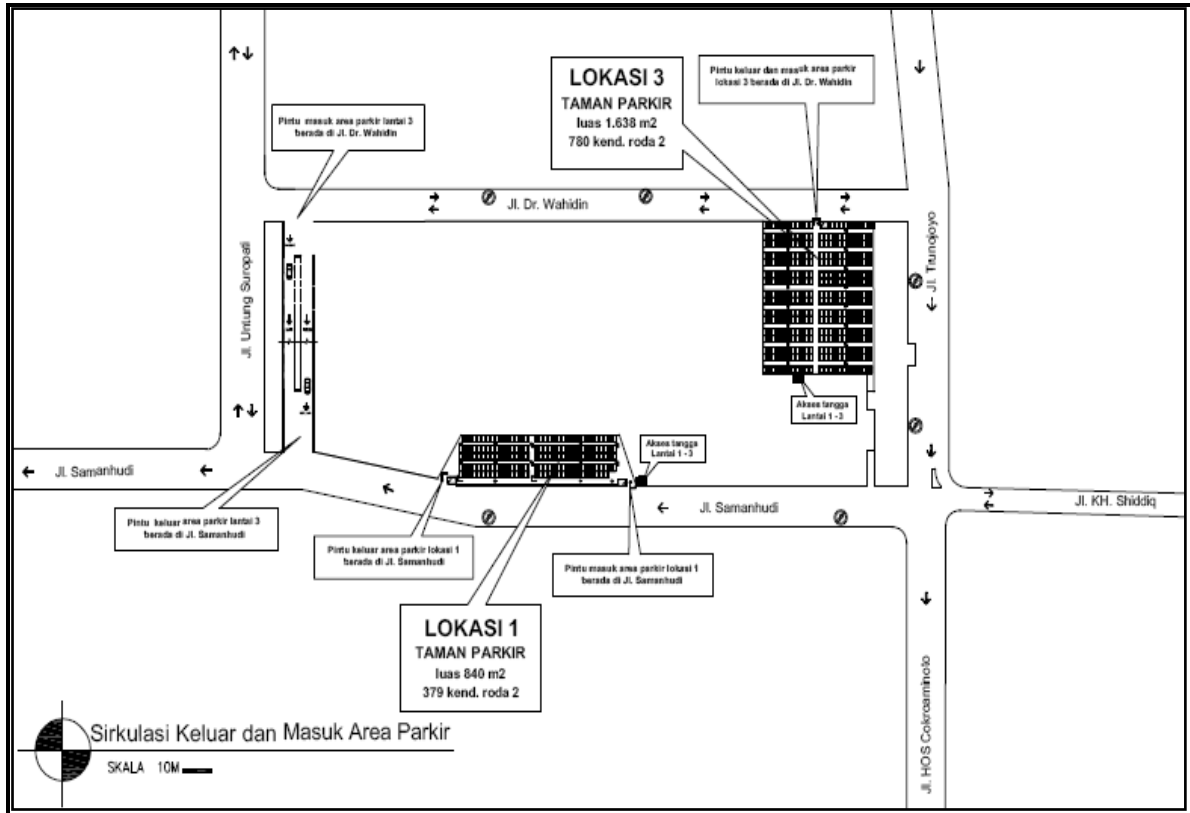 LOKASI 3
TAMAN PARKIR
luas 1.638 m2
780 kend. roda 2
Pintu keluar dan masuk area parkir
lokasi 3 berada di Jl. Dr. Wahidin
Pintu masuk area parkir lantai 3
berada di Jl. Dr. Wahidin
Jl. Dr. Wahidin
Jl. Untung Suropati
Jl. Trunojoyo
Akses tangga
Lantai 1 - 3
Akses tangga
Lantai 1 - 3
Jl. Samanhudi
Jl. Samanhudi
Jl. KH. Shiddiq
Pintu keluar area parkir lantai 3
berada di Jl. Samanhudi
Pintu keluar area parkir lokasi 1
berada di Jl. Samanhudi
Pintu masuk area parkir lokasi 1
berada di Jl. Samanhudi
LOKASI 1
TAMAN PARKIR
luas 840 m2
379 kend. roda 2
Jl. HOS Cokroaminoto
Sirkulasi Keluar dan Masuk Area Parkir
SKALA 10M